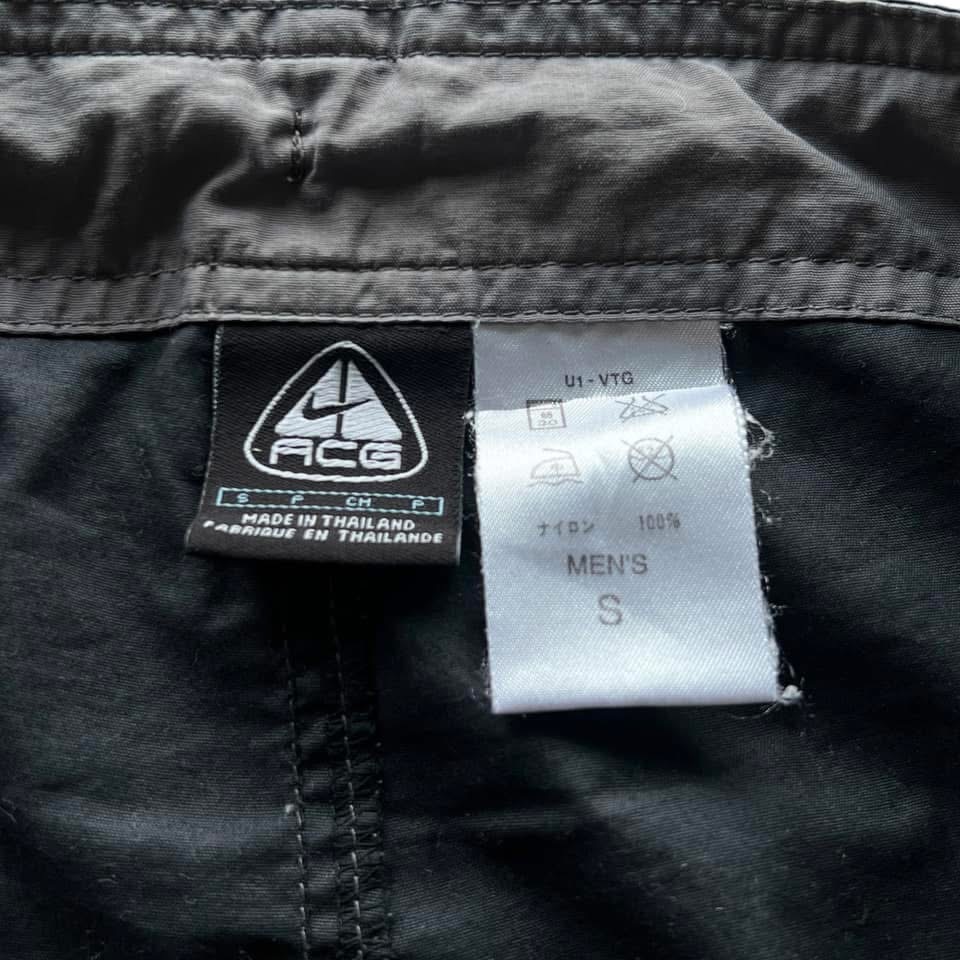 ACG
S P CH P
MADE IN THAILAND
FABRIQUE EN THAILANDE
U1-VTG
ナイロン 100%
MEN'S
S